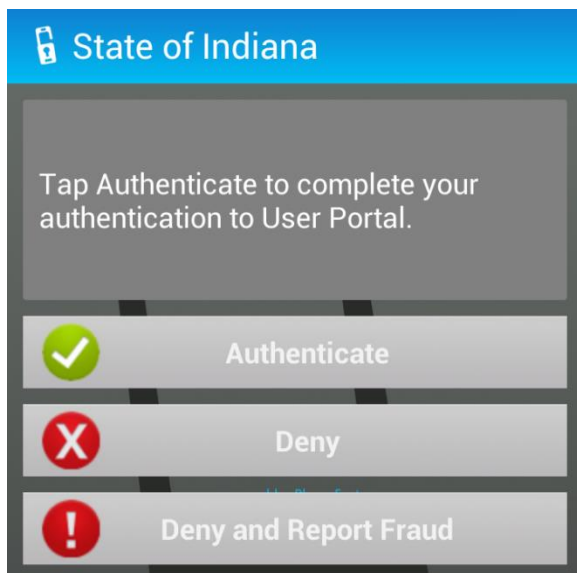 State of Indiana
Tap Authenticate to complete your
authentication to User Portal.
Authenticate
Deny
Deny and Report Fraud